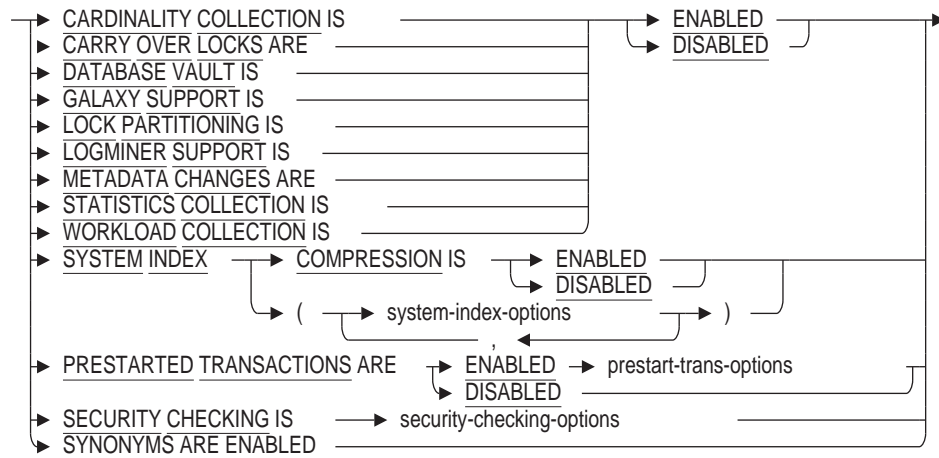 CARDINALITY COLLECTION IS ENABLED
CARRY OVER LOCKS ARE DISABLED
DATABASE VAULT IS
GALAXY SUPPORT IS
LOCK PARTITIONING IS
LOGMINER SUPPORT IS
METADATA CHANGES ARE
STATISTICS COLLECTION IS
WORKLOAD COLLECTION IS
SYSTEM INDEX COMPRESSION IS ENABLED
DISABLED
( system-index-options )
,
PRESTARTED TRANSACTIONS ARE ENABLED prestart-trans-options
DISABLED
SECURITY CHECKING IS security-checking-options
SYNONYMS ARE ENABLED